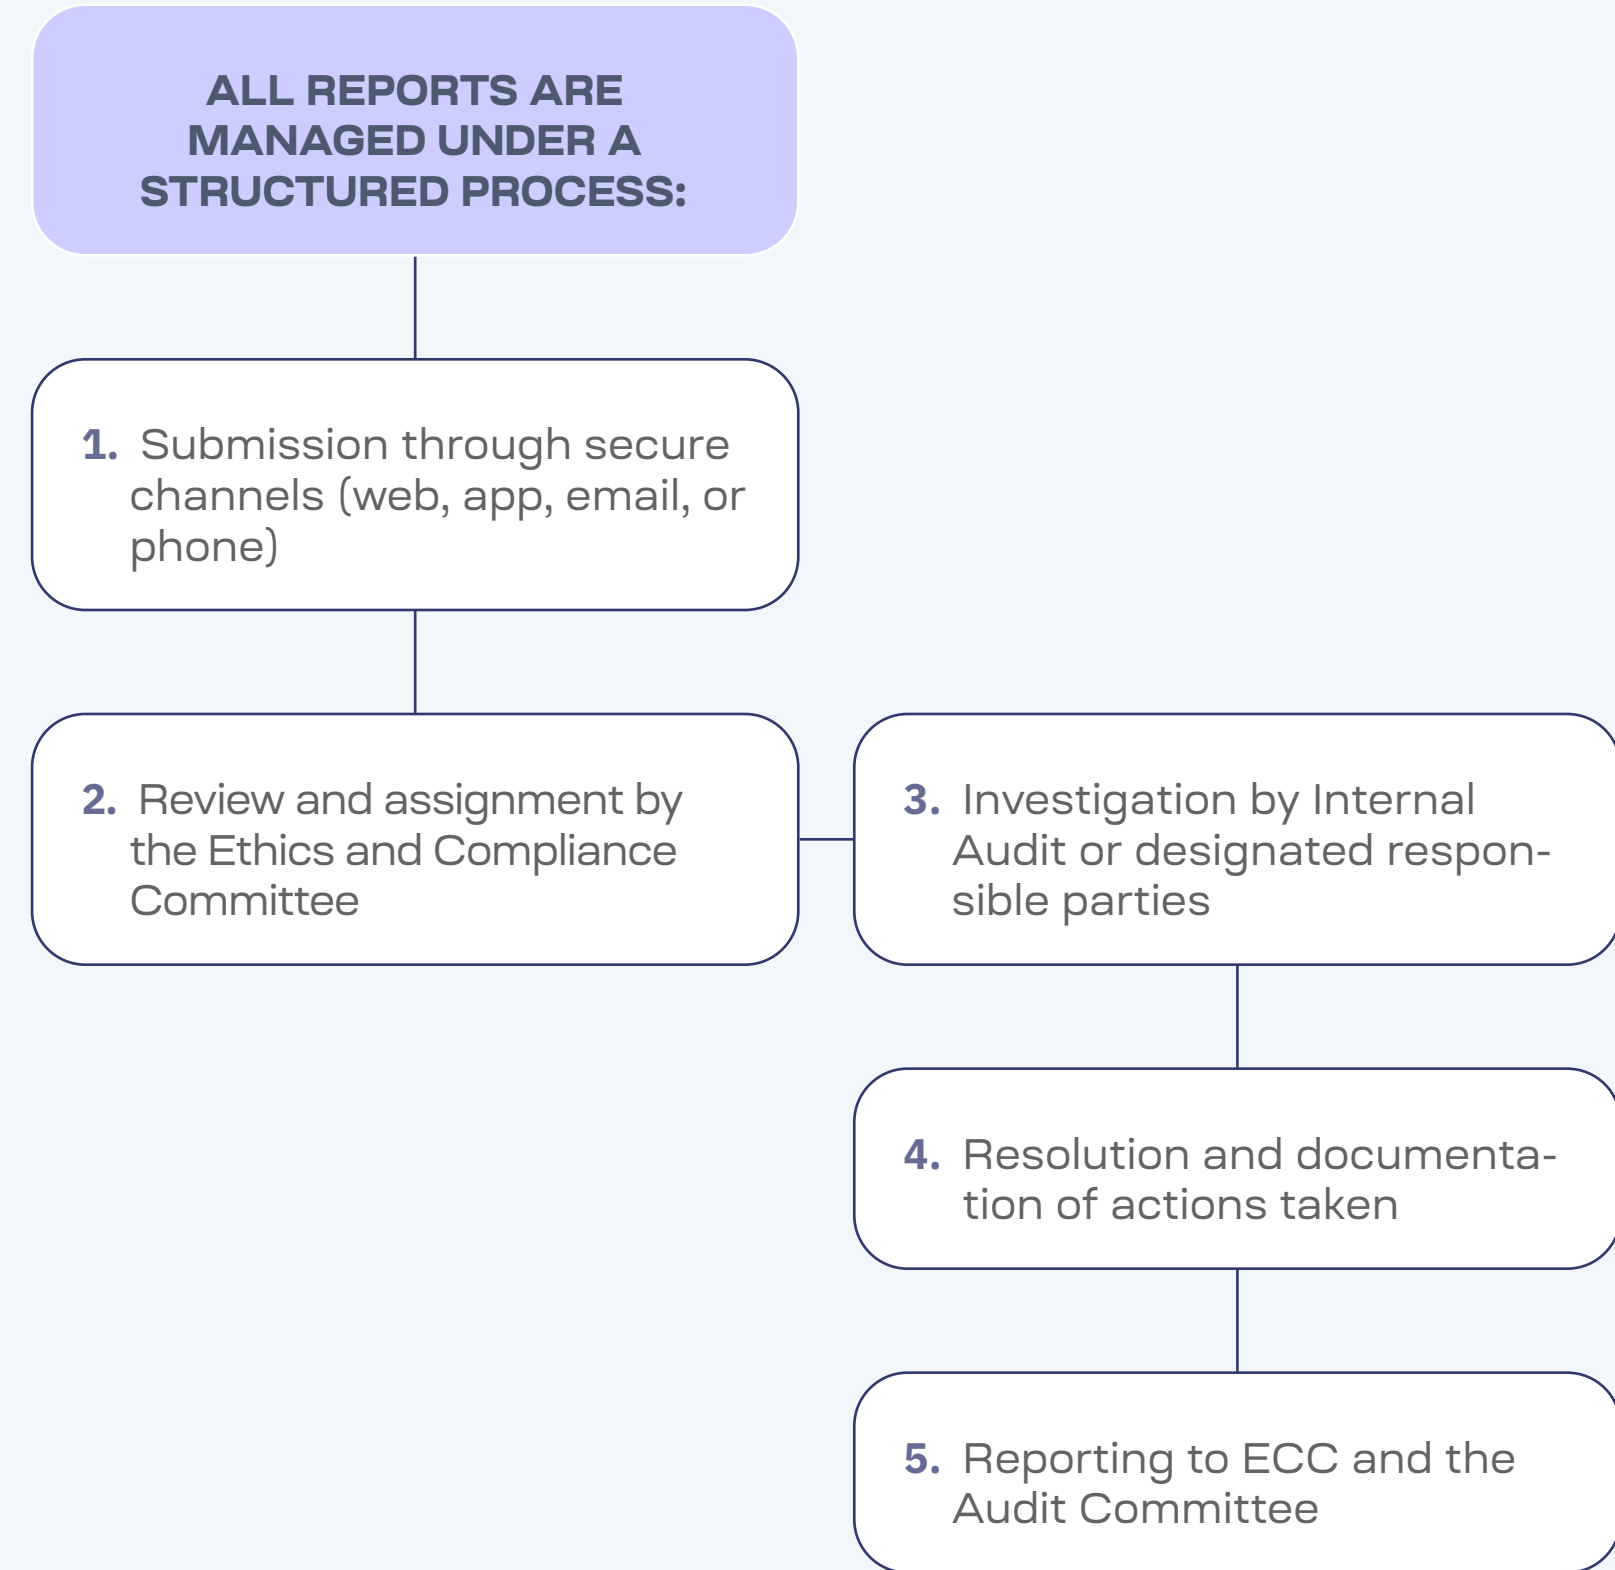 ALL REPORTS ARE
MANAGED UNDER A
STRUCTURED PROCESS:
1. Submission through secure
channels (web, app, email, or
phone)
2. Review and assignment by
the Ethics and Compliance
Committee
3. Investigation by Internal
Audit or designated respon-
sible parties
4. Resolution and documenta-
tion of actions taken
5. Reporting to ECC and the
Audit Committee